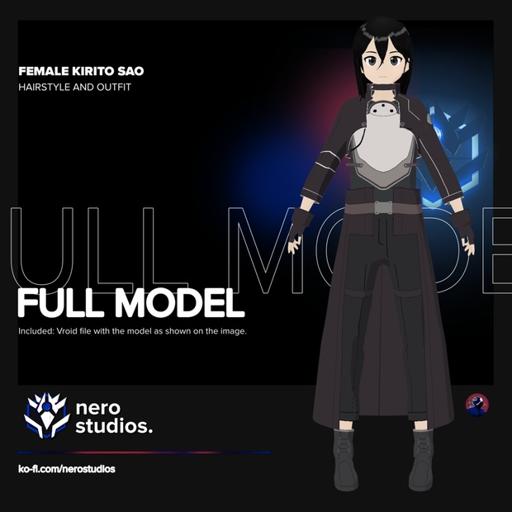 FEMALE KIRITO SAO
HAIRSTYLE AND OUTFIT
ULL MODE
FULL MODEL
Included: Vroid file with the model as shown on the image.
nero
studios.
ko-fi.com/nerostudios